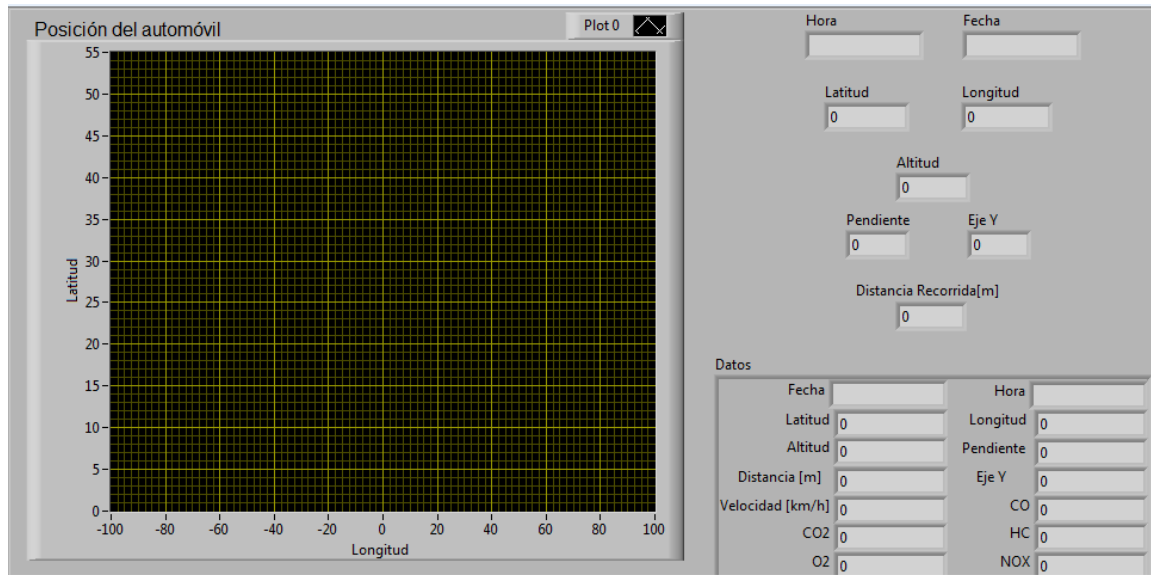 Posición del automóvil
Plot 0
55
50
45
40
35
30
25
20
15
10
5
0
Latitud
-100 -80 -60 -40 -20 0 20 40 60 80 100
Longitud
Hora Fecha
Latitud Longitud
0 0
Altitud
0
Pendiente Eje Y
0 0
Distancia Recorrida[m]
0
Datos
Fecha Hora
Latitud 0 Longitud 0
Altitud 0 Pendiente 0
Distancia [m] 0 Eje Y 0
Velocidad [km/h] 0 CO 0
CO2 0 HC 0
O2 0 NOX 0